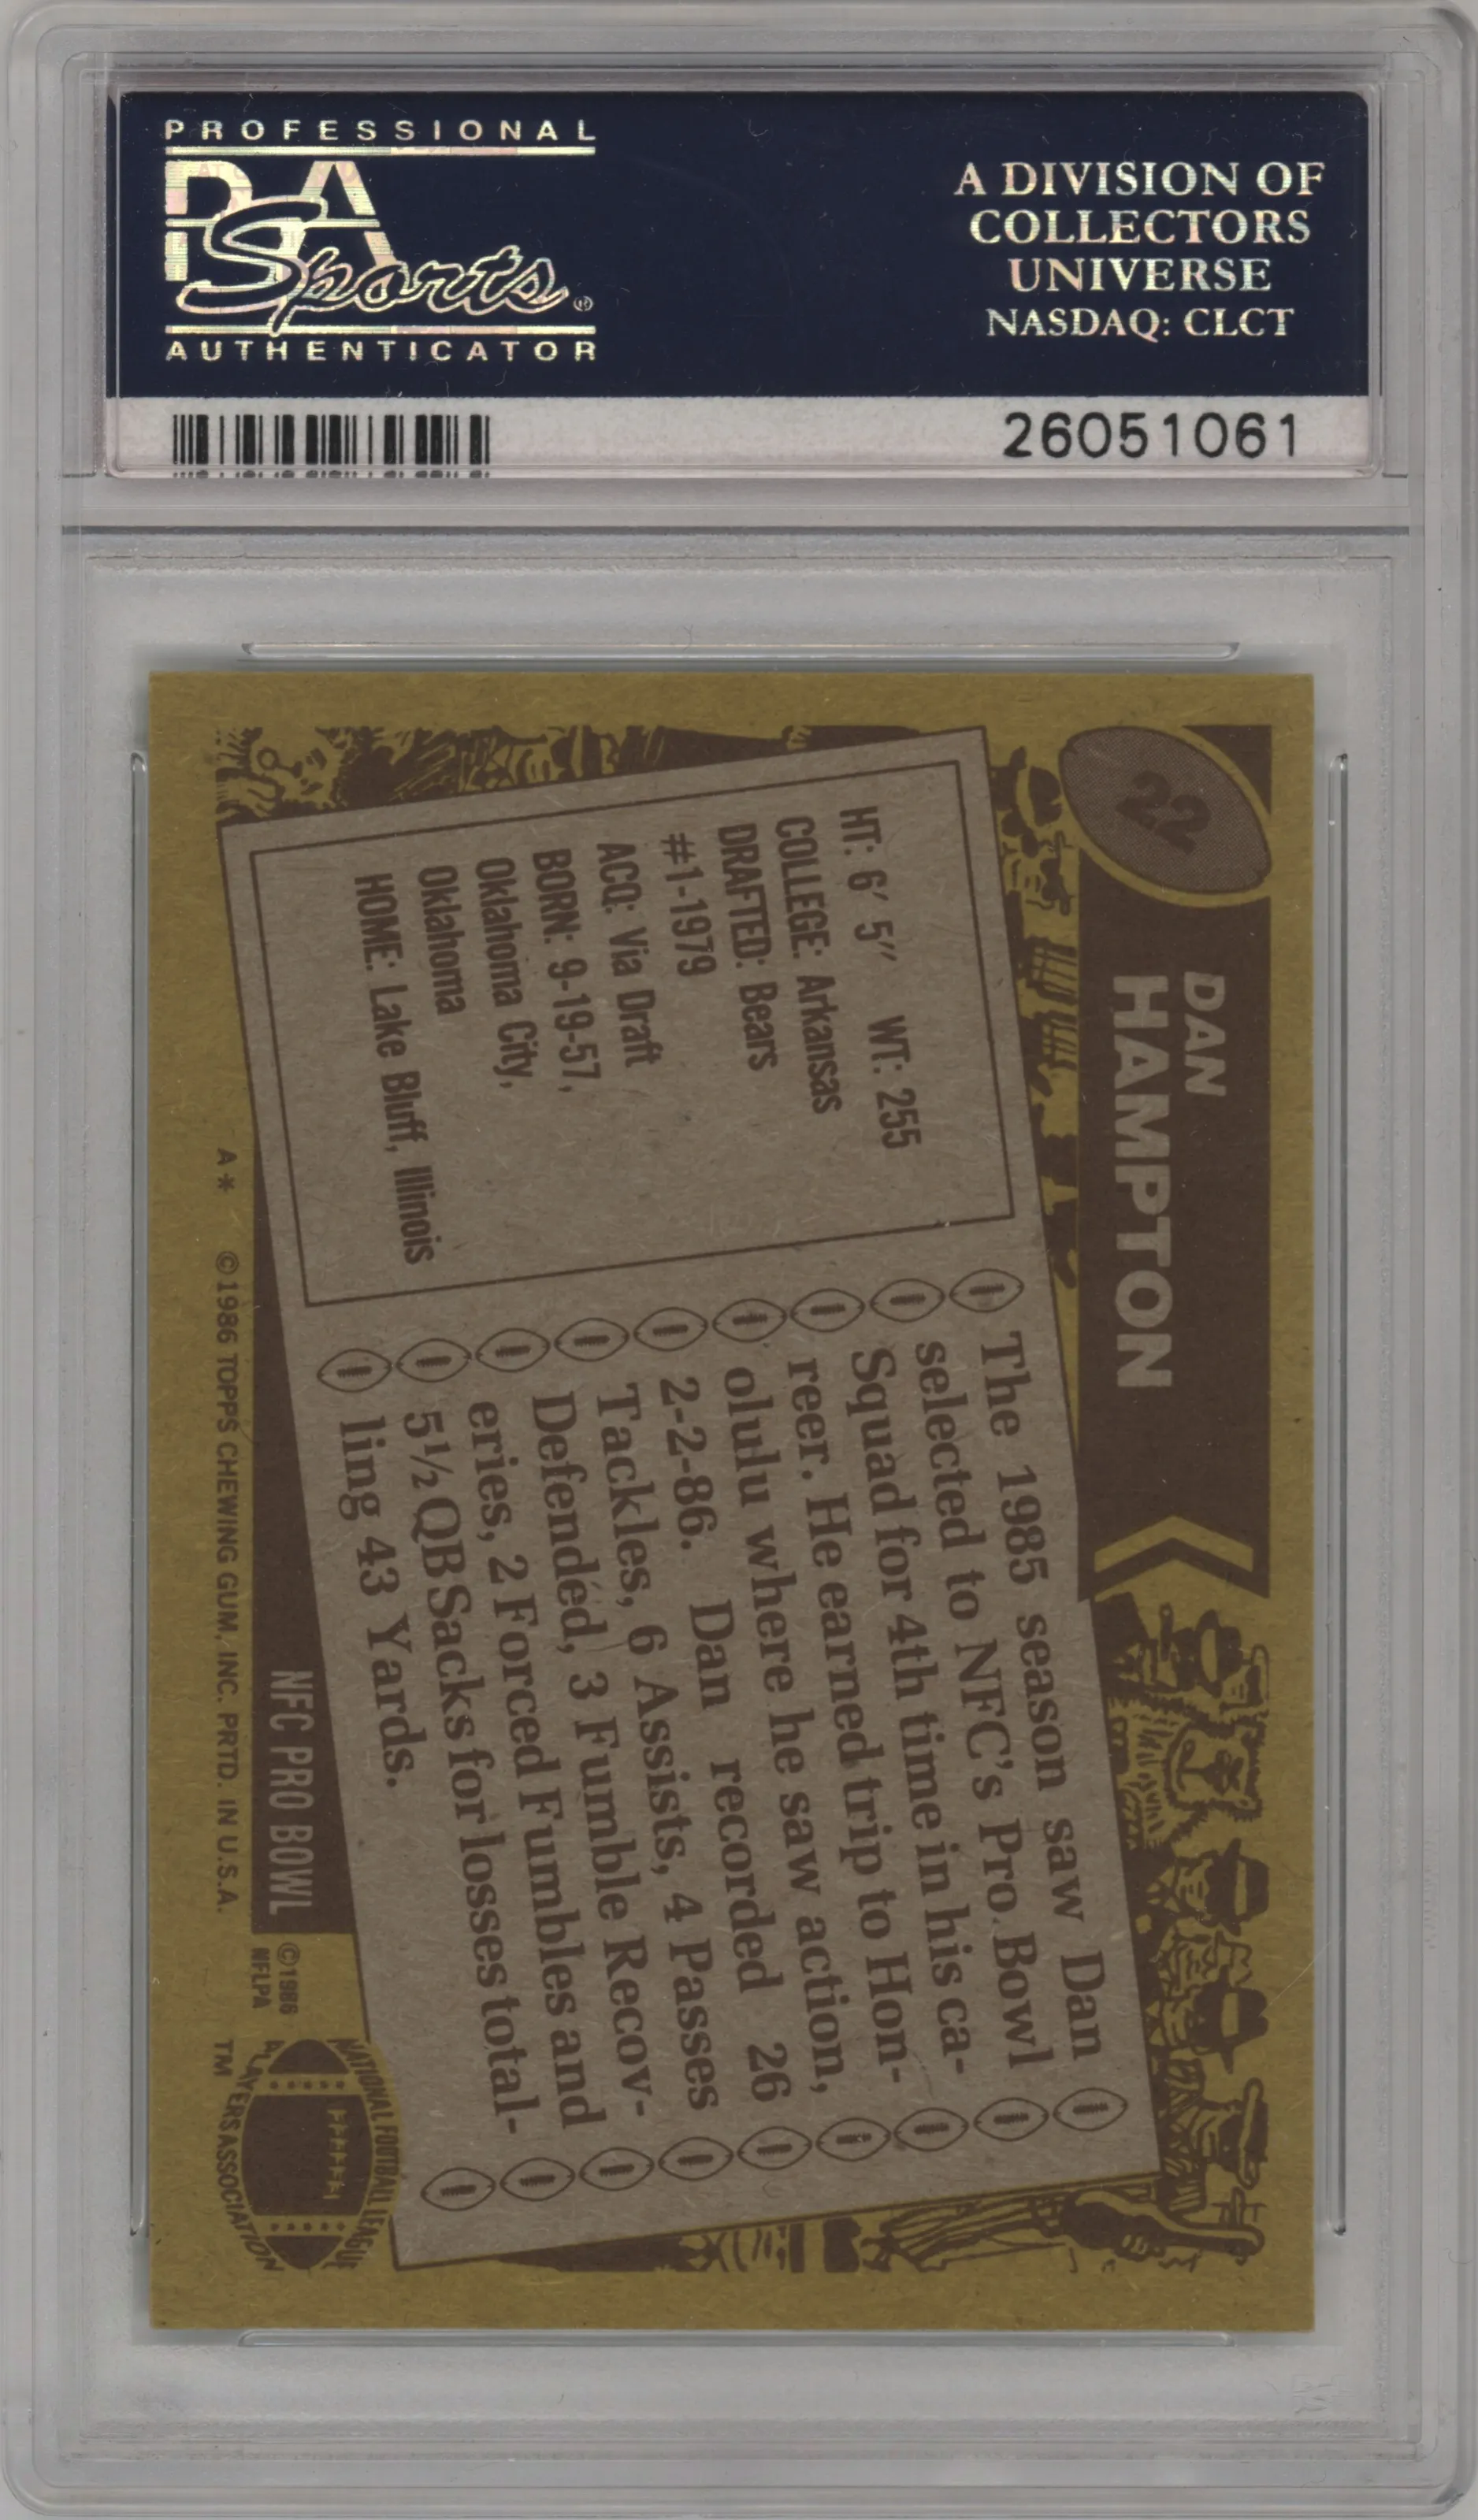 PROFESSIONAL
PSA
Sports®
AUTHENTICATOR
A DIVISION OF
COLLECTORS
UNIVERSE
NASDAQ: CLCT
26051061
22
DAN
HAMPTON
HT: 6' 5" WT: 255
COLLEGE: Arkansas
DRAFTED: Bears
#1-1979
ACQ: Via Draft
BORN: 9-19-57,
Oklahoma City,
Oklahoma
HOME: Lake Bluff, Illinois
The 1985 season saw Dan
selected to NFC's Pro Bowl
Squad for 4th time in his ca-
reer. He earned trip to Hon-
olulu where he saw action,
2-2-86. Dan recorded 26
Tackles, 6 Assists, 4 Passes
Defended, 3 Fumble Recov-
eries, 2 Forced Fumbles and
5½ QB Sacks for losses total-
ling 43 Yards.
NFC PRO BOWL
©1986
NFLPA
NATIONAL FOOTBALL LEAGUE
PLAYERS ASSOCIATION
TM
A* ©1986 TOPPS CHEWING GUM, INC. PRTD. IN U.S.A.